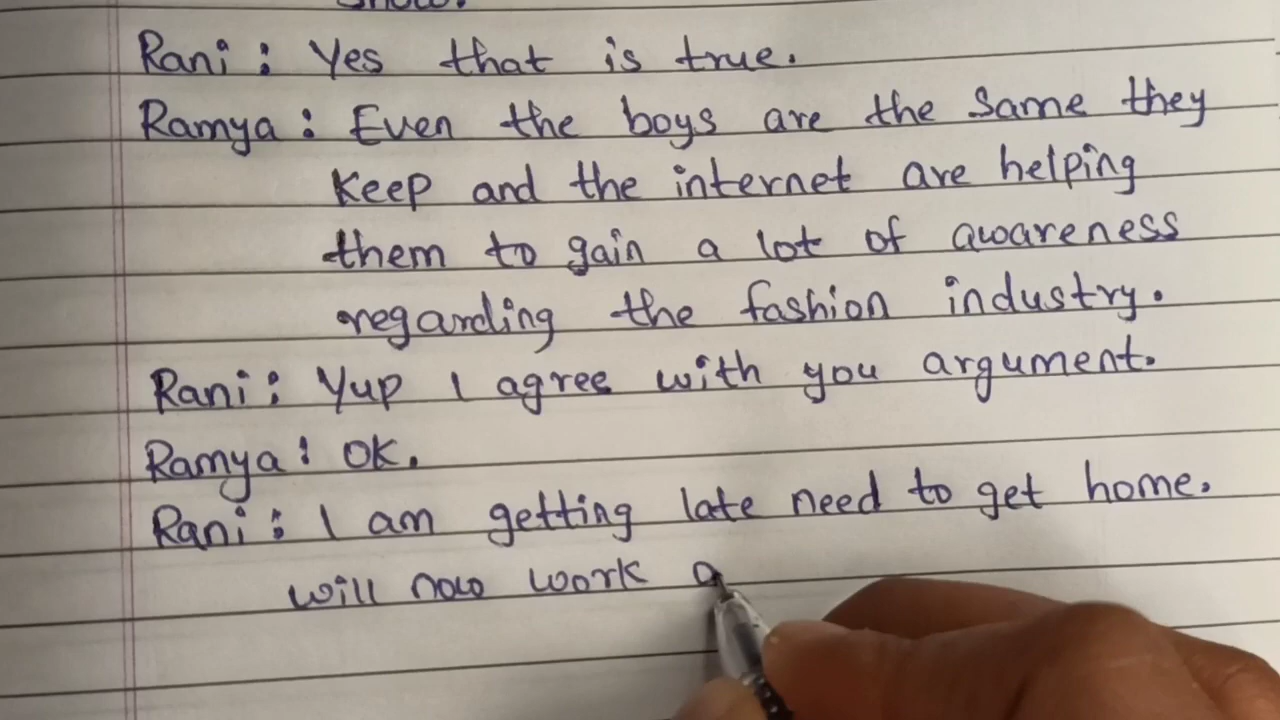 Rani : Yes that is true.
Ramya : Even the boys are the same they
keep and the internet are helping
them to gain a lot of awareness
regarding the fashion industry.
Rani : Yup I agree with you argument.
Ramya : OK.
Rani : I am getting late need to get home.
will now work